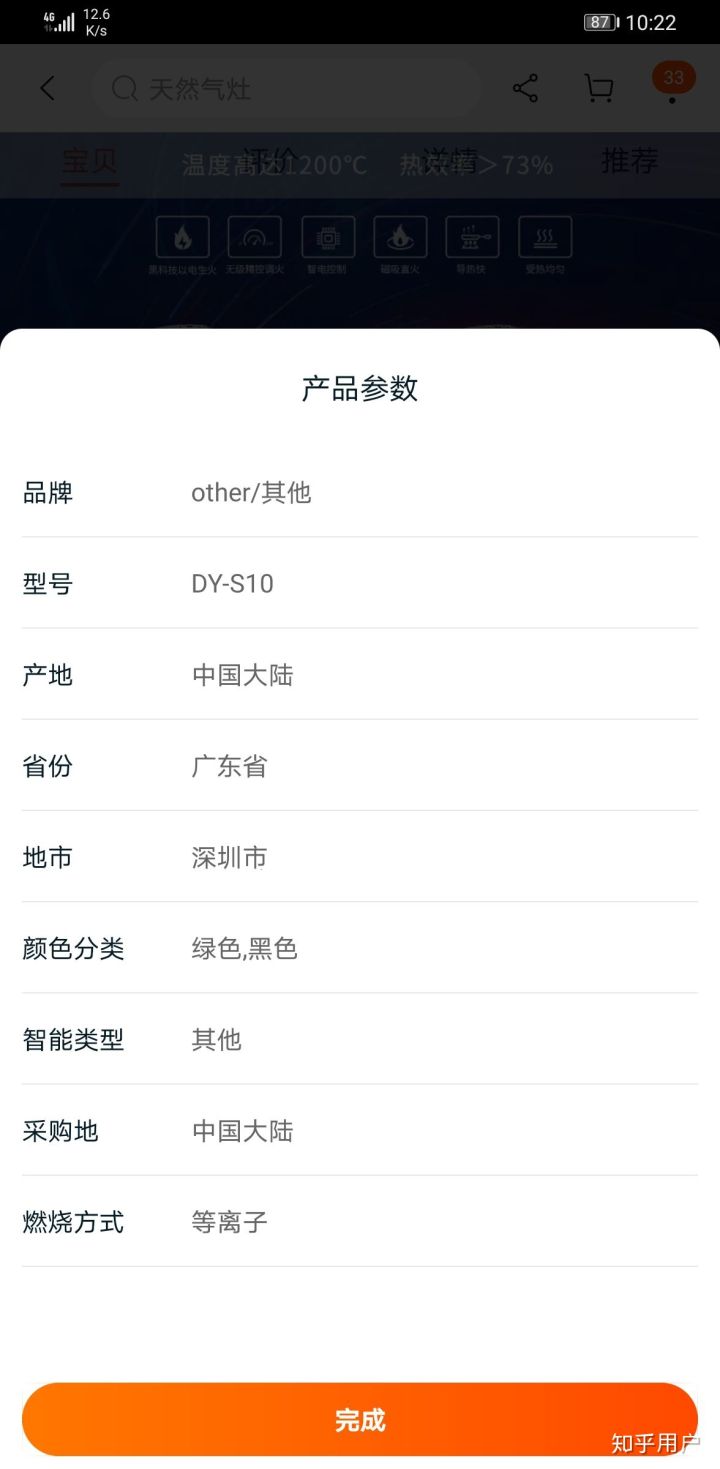 4G 12.6 K/s 87 10:22
天然气灶 33
宝贝 评价 详情 推荐
温度高达1200℃ 热效率＞73%
黑科技以电生火 无级精控调火 智电控制 磁吸直火 导热快 受热均匀
产品参数
品牌 other/其他
型号 DY-S10
产地 中国大陆
省份 广东省
地市 深圳市
颜色分类 绿色,黑色
智能类型 其他
采购地 中国大陆
燃烧方式 等离子
完成
知乎用户